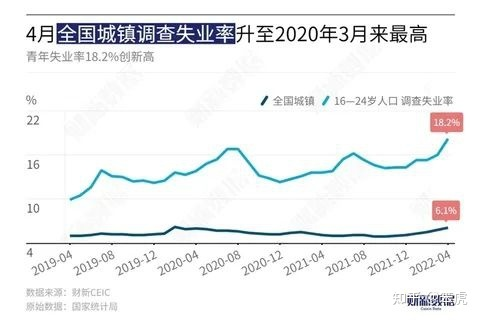 4月全国城镇调查失业率升至2020年3月来最高
青年失业率18.2%创新高
%
全国城镇
16—24岁人口 调查失业率
22
18.2%
16
10
6.1%
4
2019-04
2019-08
2019-12
2020-04
2020-08
2020-12
2021-04
2021-08
2021-12
2022-04
数据来源：财新CEIC
原始数据：国家统计局
财新数据
Caixin Data